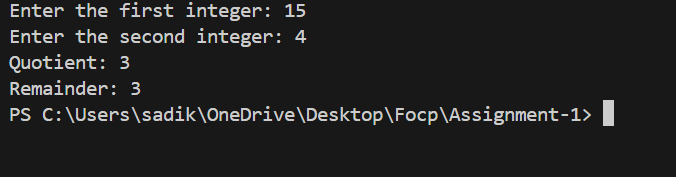 Enter the first integer: 15
Enter the second integer: 4
Quotient: 3
Remainder: 3
PS C:\Users\sadik\OneDrive\Desktop\Focp\Assignment-1>